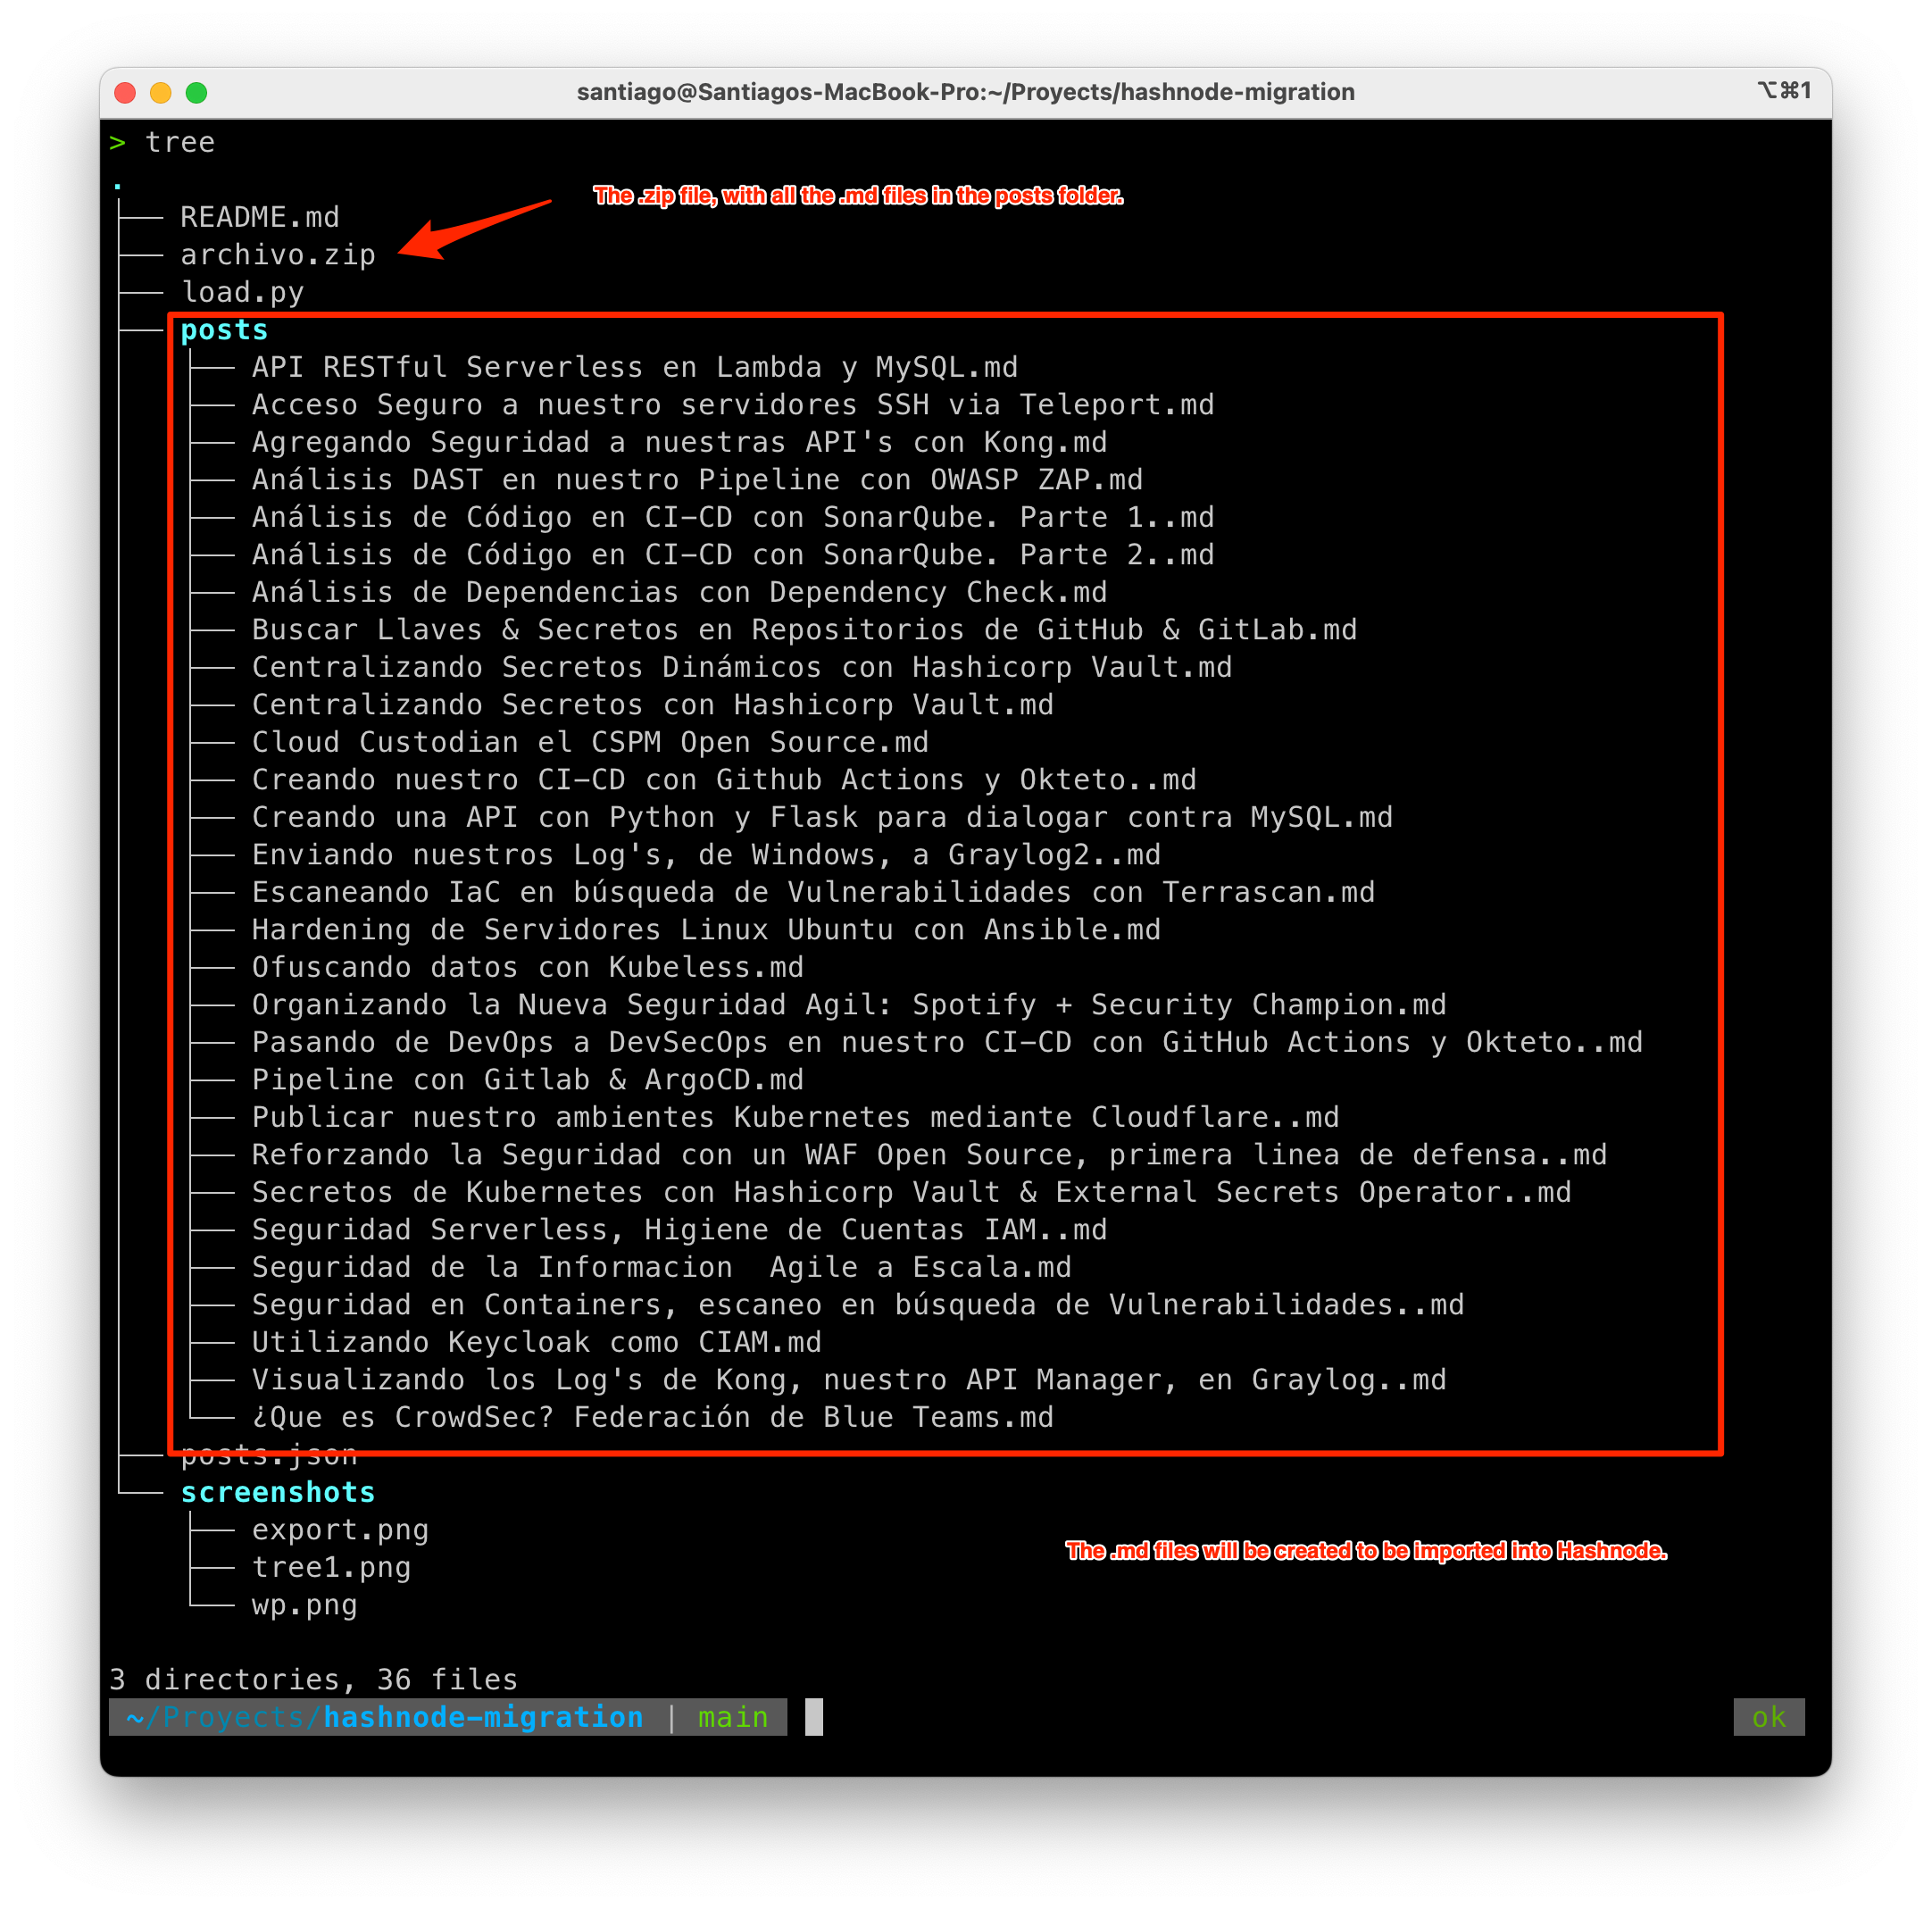 santiago@Santiagos-MacBook-Pro:~/Proyects/hashnode-migration ⌥⌘1
> tree
.
The .zip file, with all the .md files in the posts folder.
README.md
archivo.zip
load.py
posts
API RESTful Serverless en Lambda y MySQL.md
Acceso Seguro a nuestro servidores SSH via Teleport.md
Agregando Seguridad a nuestras API's con Kong.md
Análisis DAST en nuestro Pipeline con OWASP ZAP.md
Análisis de Código en CI-CD con SonarQube. Parte 1..md
Análisis de Código en CI-CD con SonarQube. Parte 2..md
Análisis de Dependencias con Dependency Check.md
Buscar Llaves & Secretos en Repositorios de GitHub & GitLab.md
Centralizando Secretos Dinámicos con Hashicorp Vault.md
Centralizando Secretos con Hashicorp Vault.md
Cloud Custodian el CSPM Open Source.md
Creando nuestro CI-CD con Github Actions y Okteto..md
Creando una API con Python y Flask para dialogar contra MySQL.md
Enviando nuestros Log's, de Windows, a Graylog2..md
Escaneando IaC en búsqueda de Vulnerabilidades con Terrascan.md
Hardening de Servidores Linux Ubuntu con Ansible.md
Ofuscando datos con Kubeless.md
Organizando la Nueva Seguridad Agil: Spotify + Security Champion.md
Pasando de DevOps a DevSecOps en nuestro CI-CD con GitHub Actions y Okteto..md
Pipeline con Gitlab & ArgoCD.md
Publicar nuestro ambientes Kubernetes mediante Cloudflare..md
Reforzando la Seguridad con un WAF Open Source, primera linea de defensa..md
Secretos de Kubernetes con Hashicorp Vault & External Secrets Operator..md
Seguridad Serverless, Higiene de Cuentas IAM..md
Seguridad de la Informacion  Agile a Escala.md
Seguridad en Containers, escaneo en búsqueda de Vulnerabilidades..md
Utilizando Keycloak como CIAM.md
Visualizando los Log's de Kong, nuestro API Manager, en Graylog..md
¿Que es CrowdSec? Federación de Blue Teams.md
posts.json
screenshots
export.png
The .md files will be created to be imported into Hashnode.
tree1.png
wp.png
3 directories, 36 files
~/Proyects/hashnode-migration | main ok